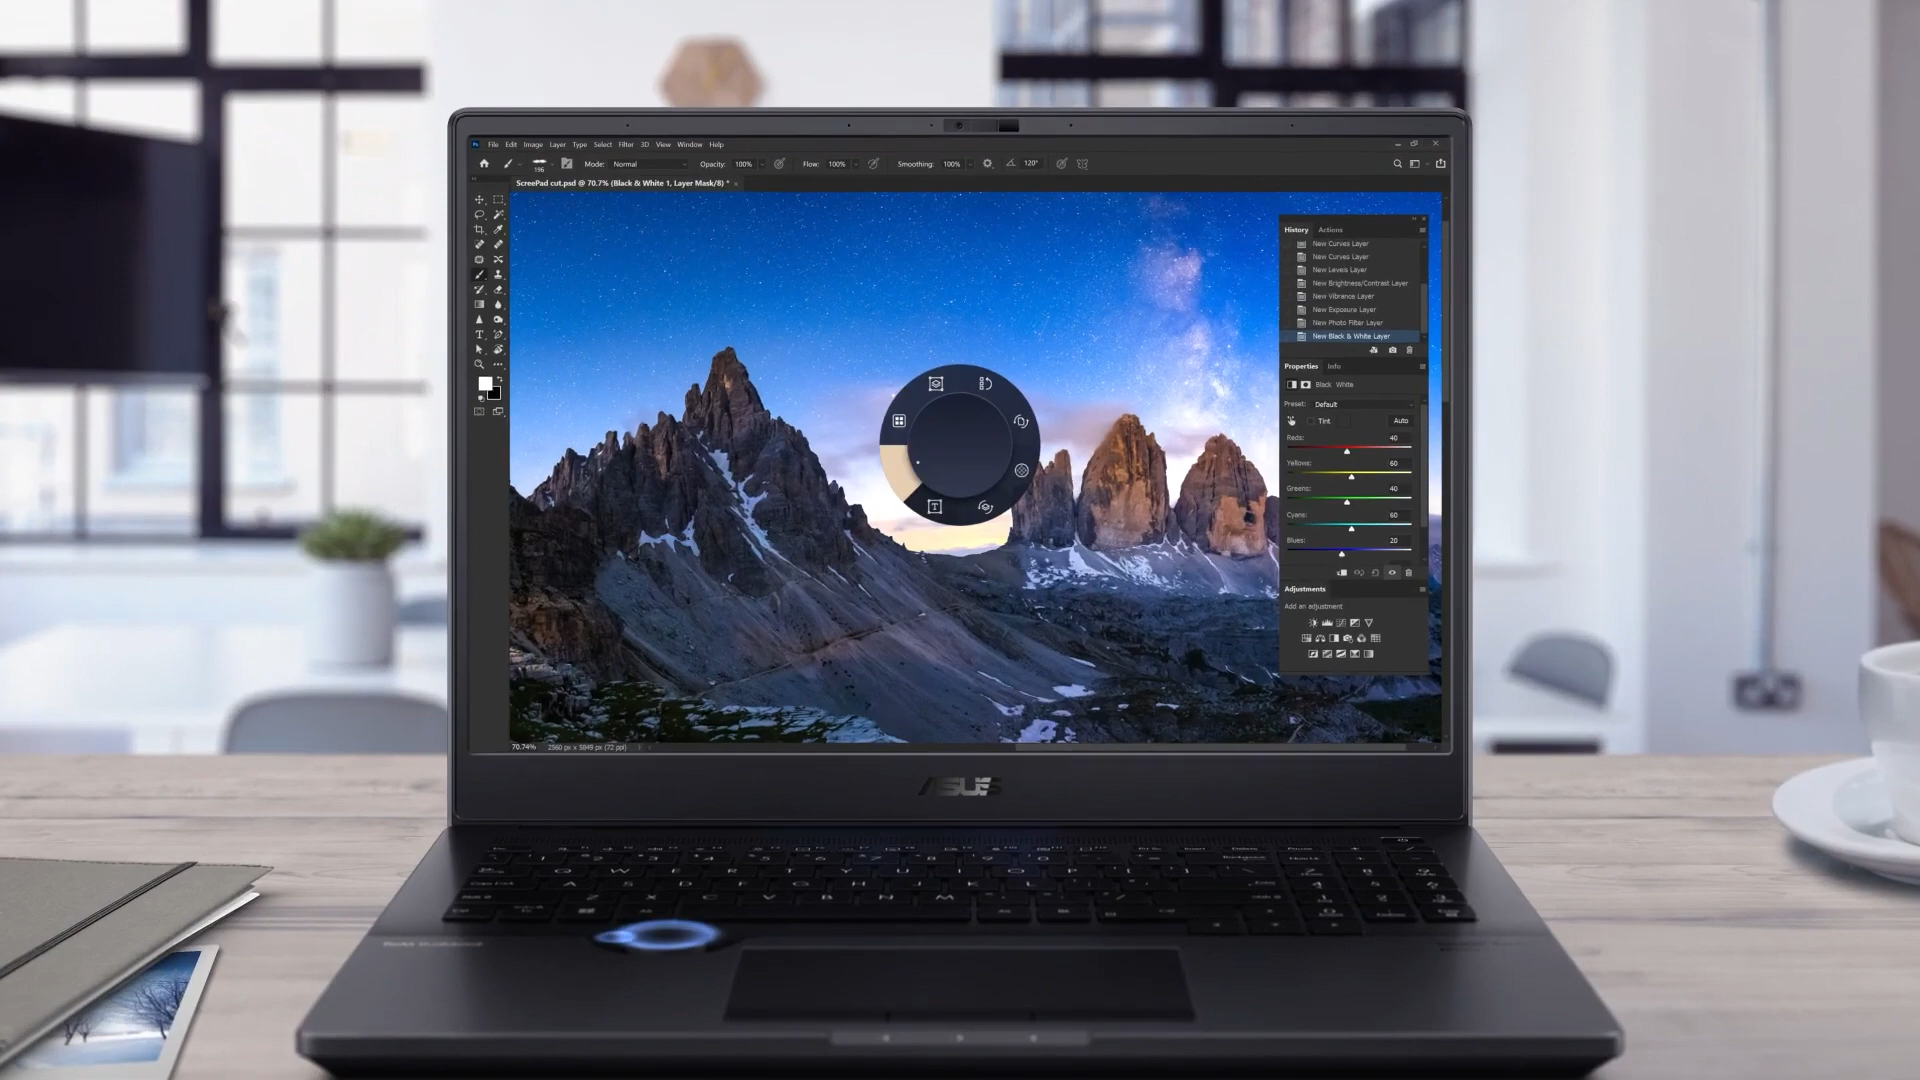 Ps File Edit Image Layer Type Select Filter 3D View Window Help
196 Mode: Normal Opacity: 100% Flow: 100% Smoothing: 100% 120°
ScreePad cut.psd @ 70.7% (Black & White 1, Layer Mask/8) * ×
History Actions
New Curves Layer
New Curves Layer
New Levels Layer
New Brightness/Contrast Layer
New Vibrance Layer
New Exposure Layer
New Photo Filter Layer
New Black & White Layer
Properties Info
Black White
Preset: Default
Tint Auto
Reds: 40
Yellows: 60
Greens: 40
Cyans: 60
Blues: 20
Adjustments
Add an adjustment
T
T
70.74% 2560 px x 5849 px (72 ppi)
ASUS
A S D F G H J K L
Z X C V B N M